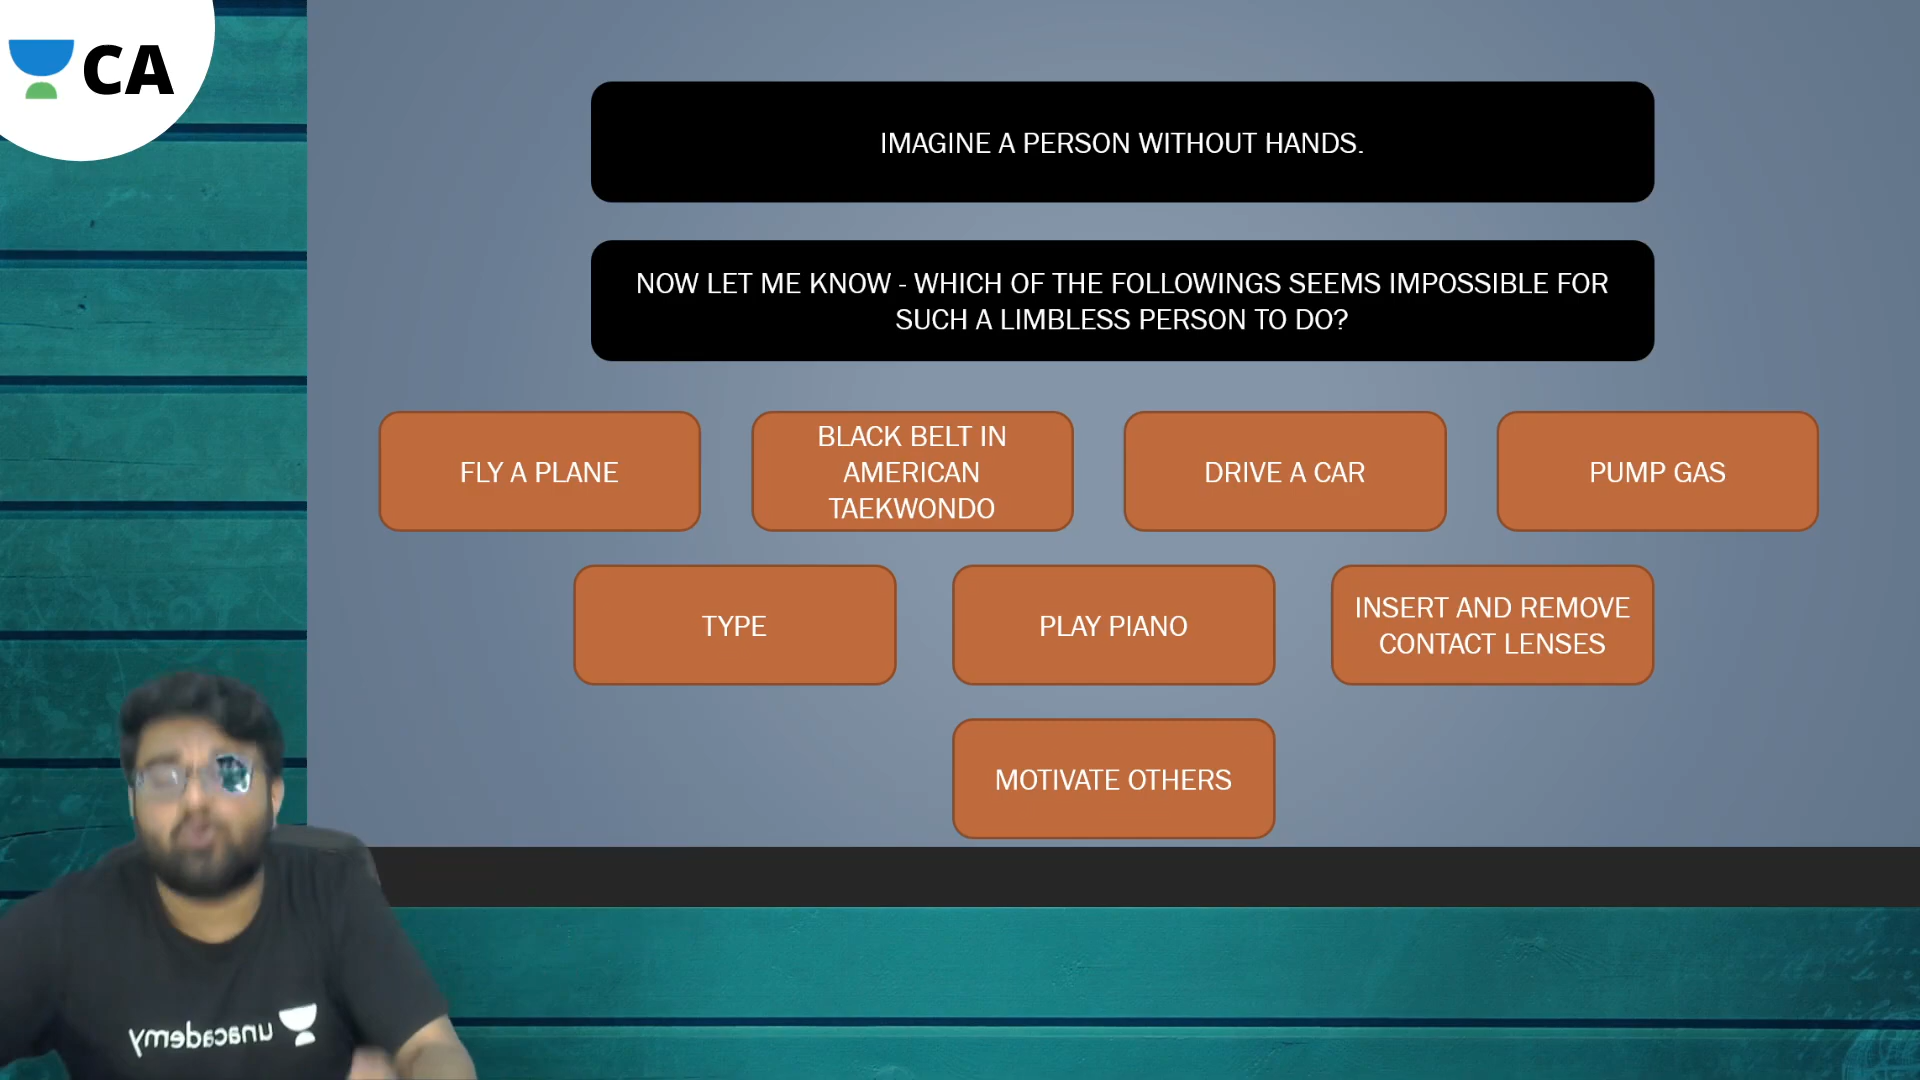 CA
IMAGINE A PERSON WITHOUT HANDS.
NOW LET ME KNOW - WHICH OF THE FOLLOWINGS SEEMS IMPOSSIBLE FOR
SUCH A LIMBLESS PERSON TO DO?
FLY A PLANE
BLACK BELT IN
AMERICAN
TAEKWONDO
DRIVE A CAR
PUMP GAS
TYPE
PLAY PIANO
INSERT AND REMOVE
CONTACT LENSES
MOTIVATE OTHERS
unacademy